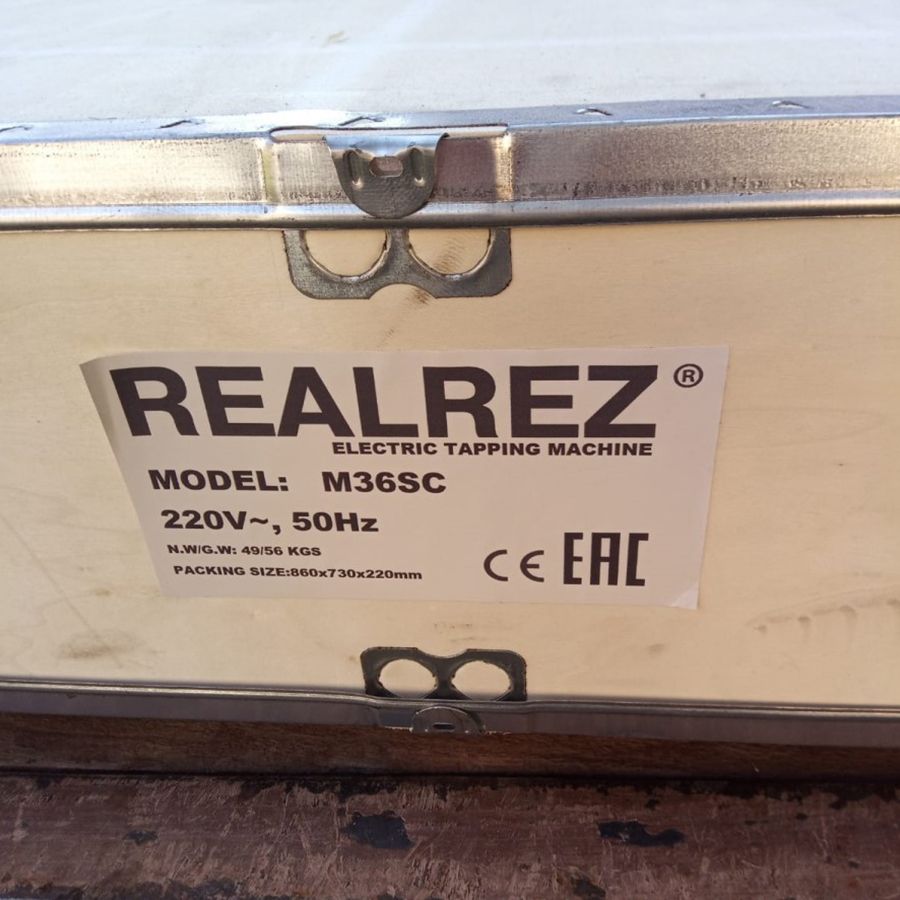 REALREZ®
ELECTRIC TAPPING MACHINE
MODEL: M36SC
220V~, 50Hz
N.W/G.W: 49/56 KGS
PACKING SIZE:860x730x220mm
CE EAC